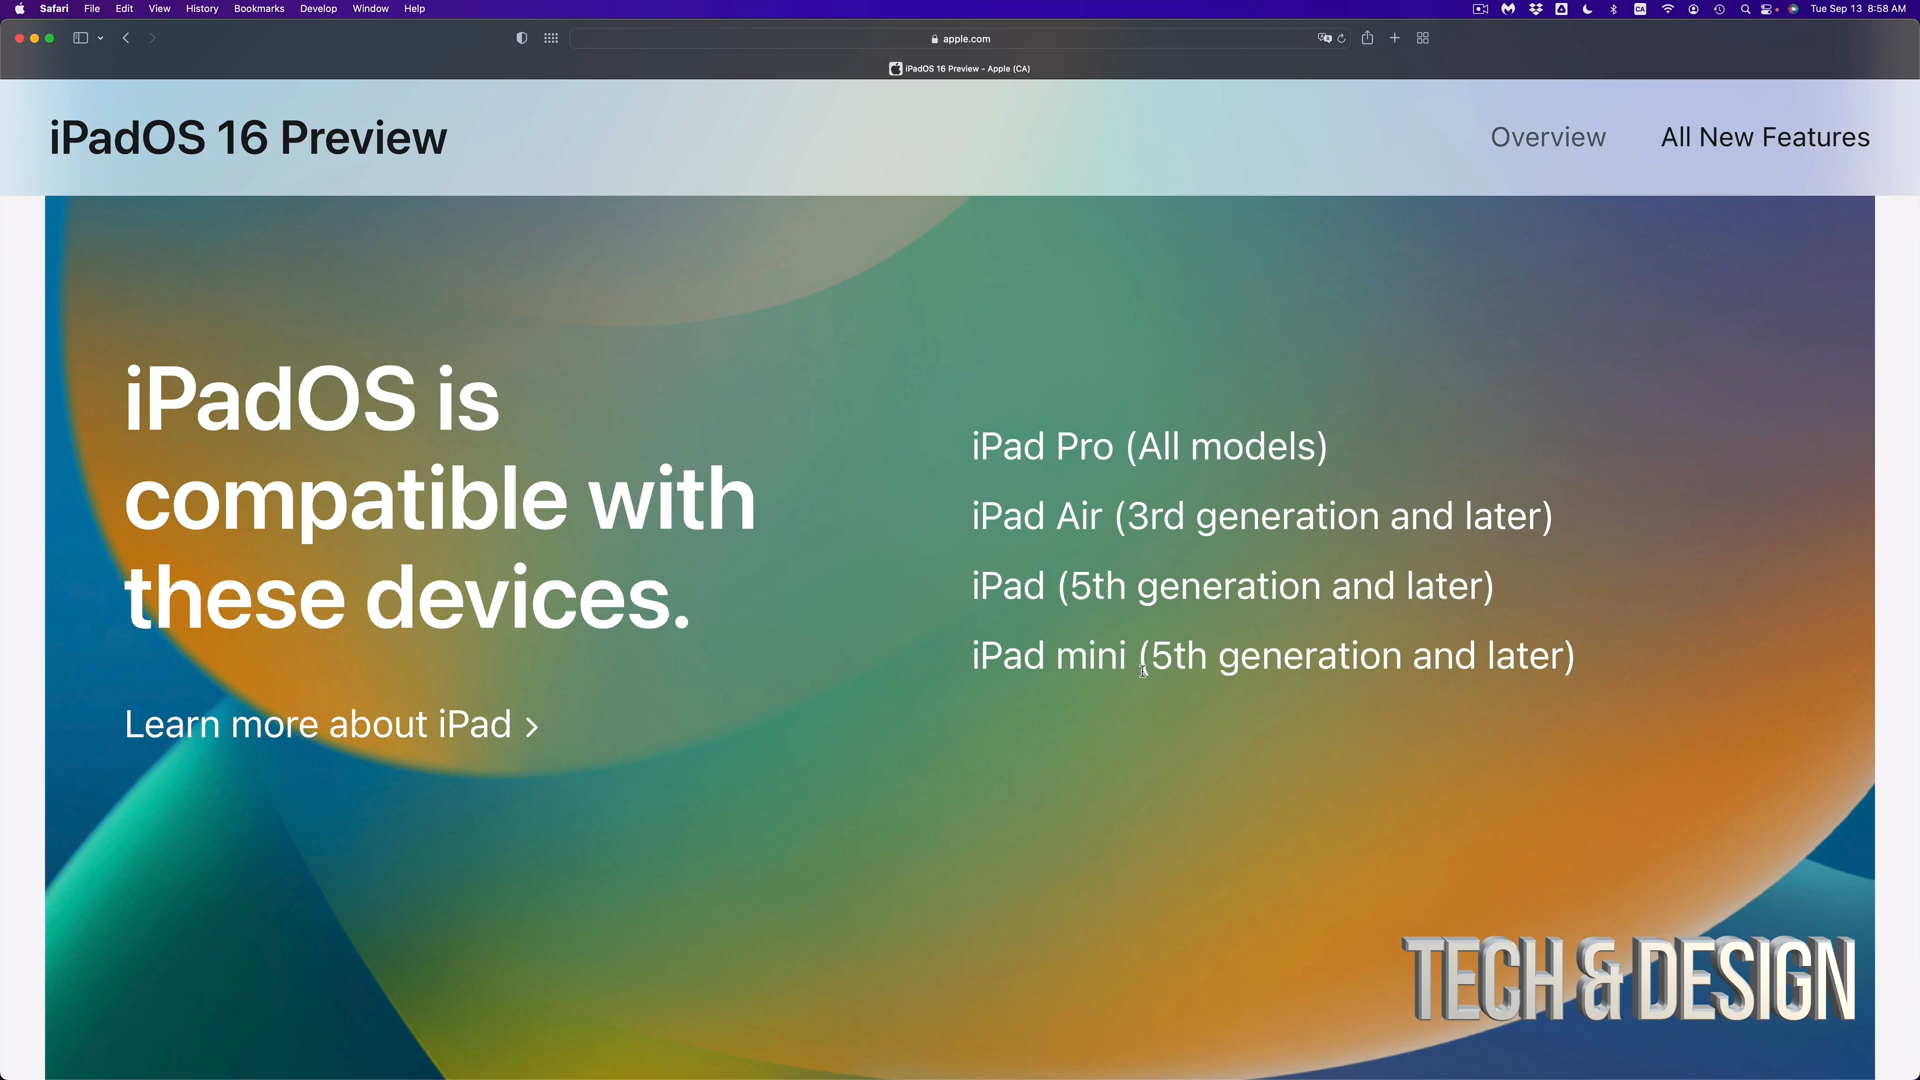 Safari File Edit View History Bookmarks Develop Window Help
CA
Tue Sep 13 8:58 AM
apple.com
iPadOS 16 Preview - Apple (CA)
iPadOS 16 Preview
Overview
All New Features
iPadOS is
compatible with
these devices.
Learn more about iPad >
iPad Pro (All models)
iPad Air (3rd generation and later)
iPad (5th generation and later)
iPad mini (5th generation and later)
TECH & DESIGN